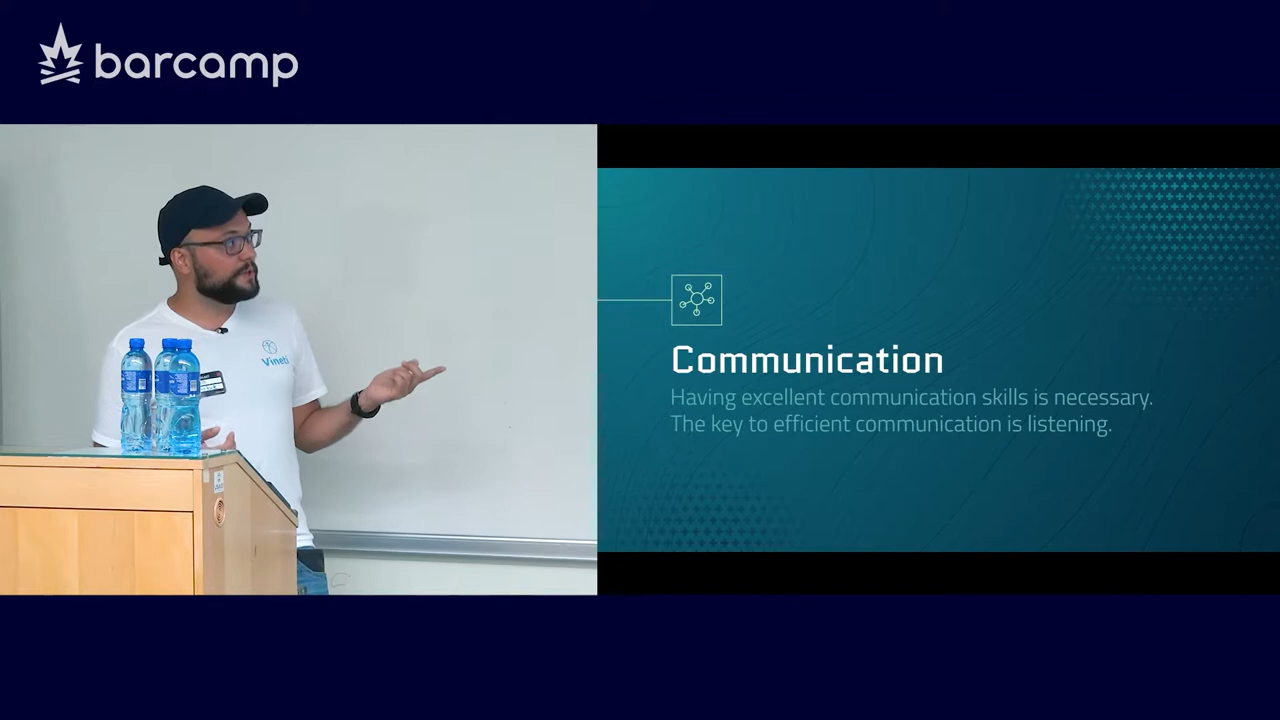 barcamp
Vineti
Communication
Having excellent communication skills is necessary.
The key to efficient communication is listening.